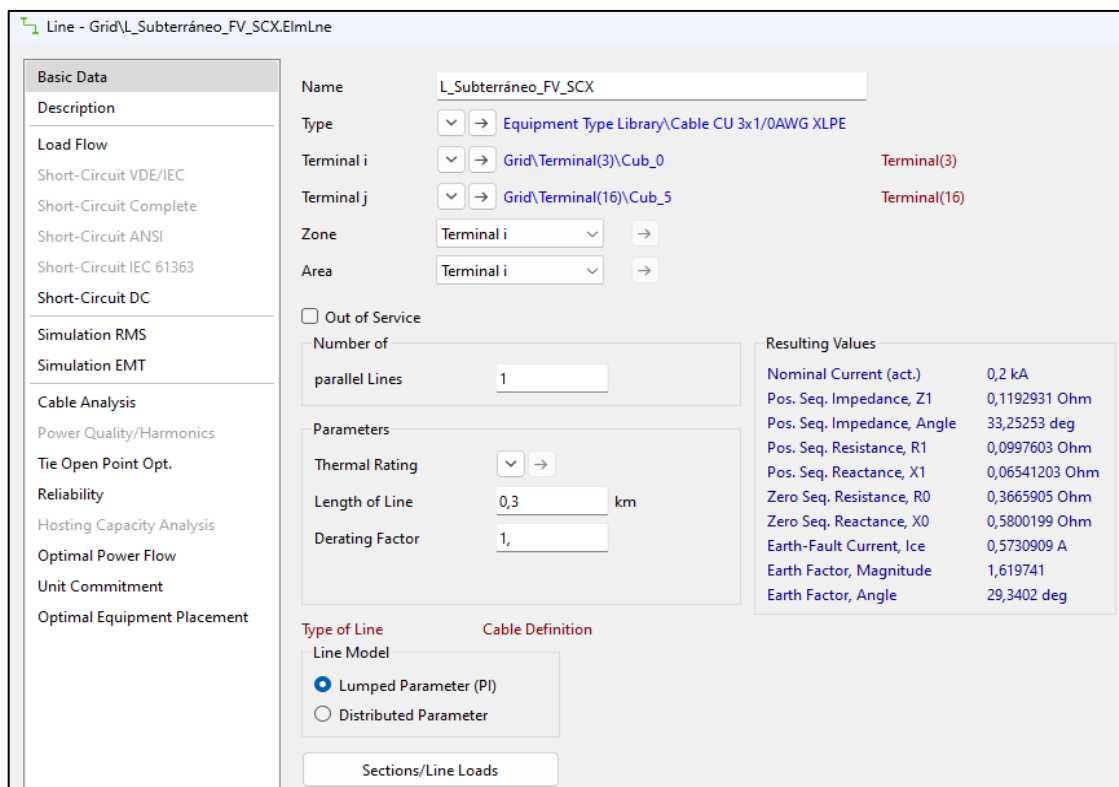 Line - Grid\L_Subterráneo_FV_SCX.ElmLne
Basic Data
Description
Load Flow
Short-Circuit VDE/IEC
Short-Circuit Complete
Short-Circuit ANSI
Short-Circuit IEC 61363
Short-Circuit DC
Simulation RMS
Simulation EMT
Cable Analysis
Power Quality/Harmonics
Tie Open Point Opt.
Reliability
Hosting Capacity Analysis
Optimal Power Flow
Unit Commitment
Optimal Equipment Placement
Name L_Subterráneo_FV_SCX
Type Equipment Type Library\Cable CU 3x1/0AWG XLPE
Terminal i Grid\Terminal(3)\Cub_0 Terminal(3)
Terminal j Grid\Terminal(16)\Cub_5 Terminal(16)
Zone Terminal i
Area Terminal i
Out of Service
Number of
parallel Lines 1
Parameters
Thermal Rating
Length of Line 0,3 km
Derating Factor 1,
Resulting Values
Nominal Current (act.) 0,2 kA
Pos. Seq. Impedance, Z1 0,1192931 Ohm
Pos. Seq. Impedance, Angle 33,25253 deg
Pos. Seq. Resistance, R1 0,0997603 Ohm
Pos. Seq. Reactance, X1 0,06541203 Ohm
Zero Seq. Resistance, R0 0,3665905 Ohm
Zero Seq. Reactance, X0 0,5800199 Ohm
Earth-Fault Current, Ice 0,5730909 A
Earth Factor, Magnitude 1,619741
Earth Factor, Angle 29,3402 deg
Type of Line Cable Definition
Line Model
Lumped Parameter (PI)
Distributed Parameter
Sections/Line Loads